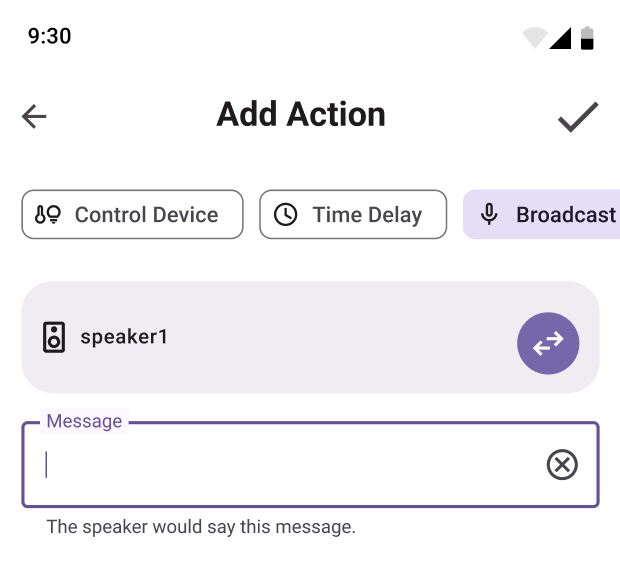 9:30
Add Action
Control Device
Time Delay
Broadcast
speaker1
Message
The speaker would say this message.